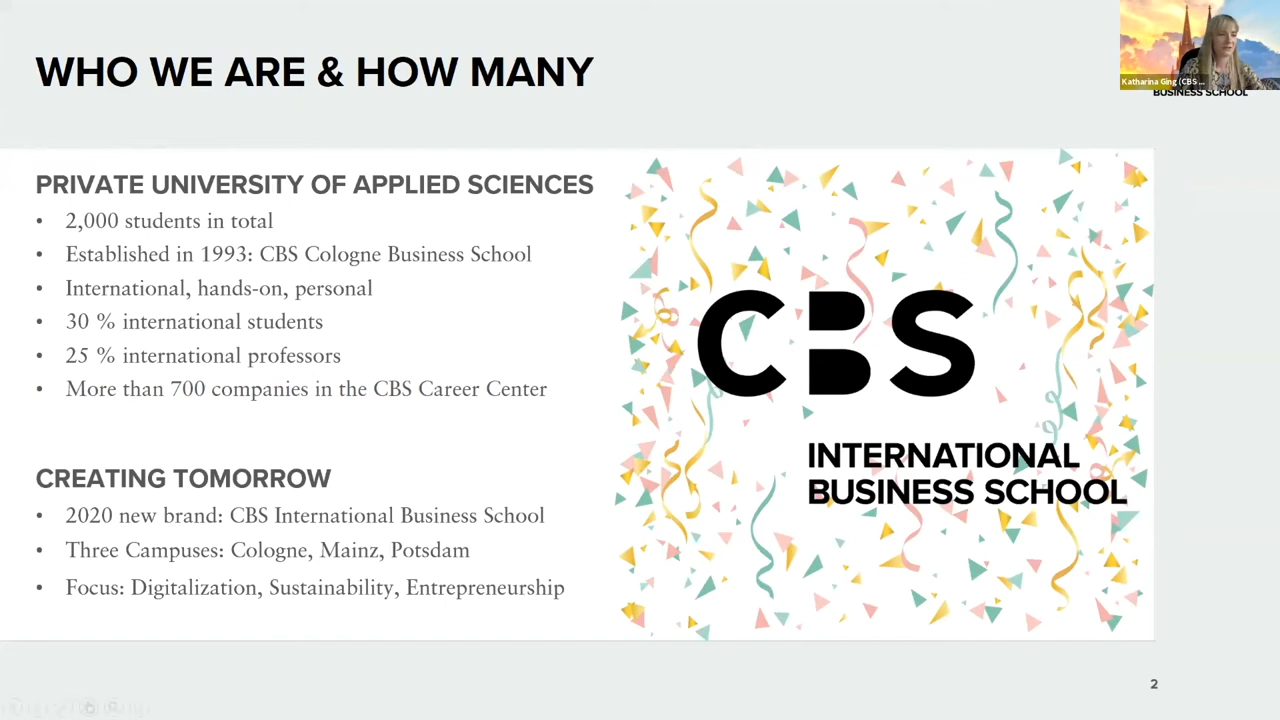 WHO WE ARE & HOW MANY
Katharina Ging (CBS ...
BUSINESS SCHOOL
PRIVATE UNIVERSITY OF APPLIED SCIENCES
• 2,000 students in total
• Established in 1993: CBS Cologne Business School
• International, hands-on, personal
• 30 % international students
• 25 % international professors
• More than 700 companies in the CBS Career Center
CREATING TOMORROW
• 2020 new brand: CBS International Business School
• Three Campuses: Cologne, Mainz, Potsdam
• Focus: Digitalization, Sustainability, Entrepreneurship
CBS
INTERNATIONAL
BUSINESS SCHOOL
2